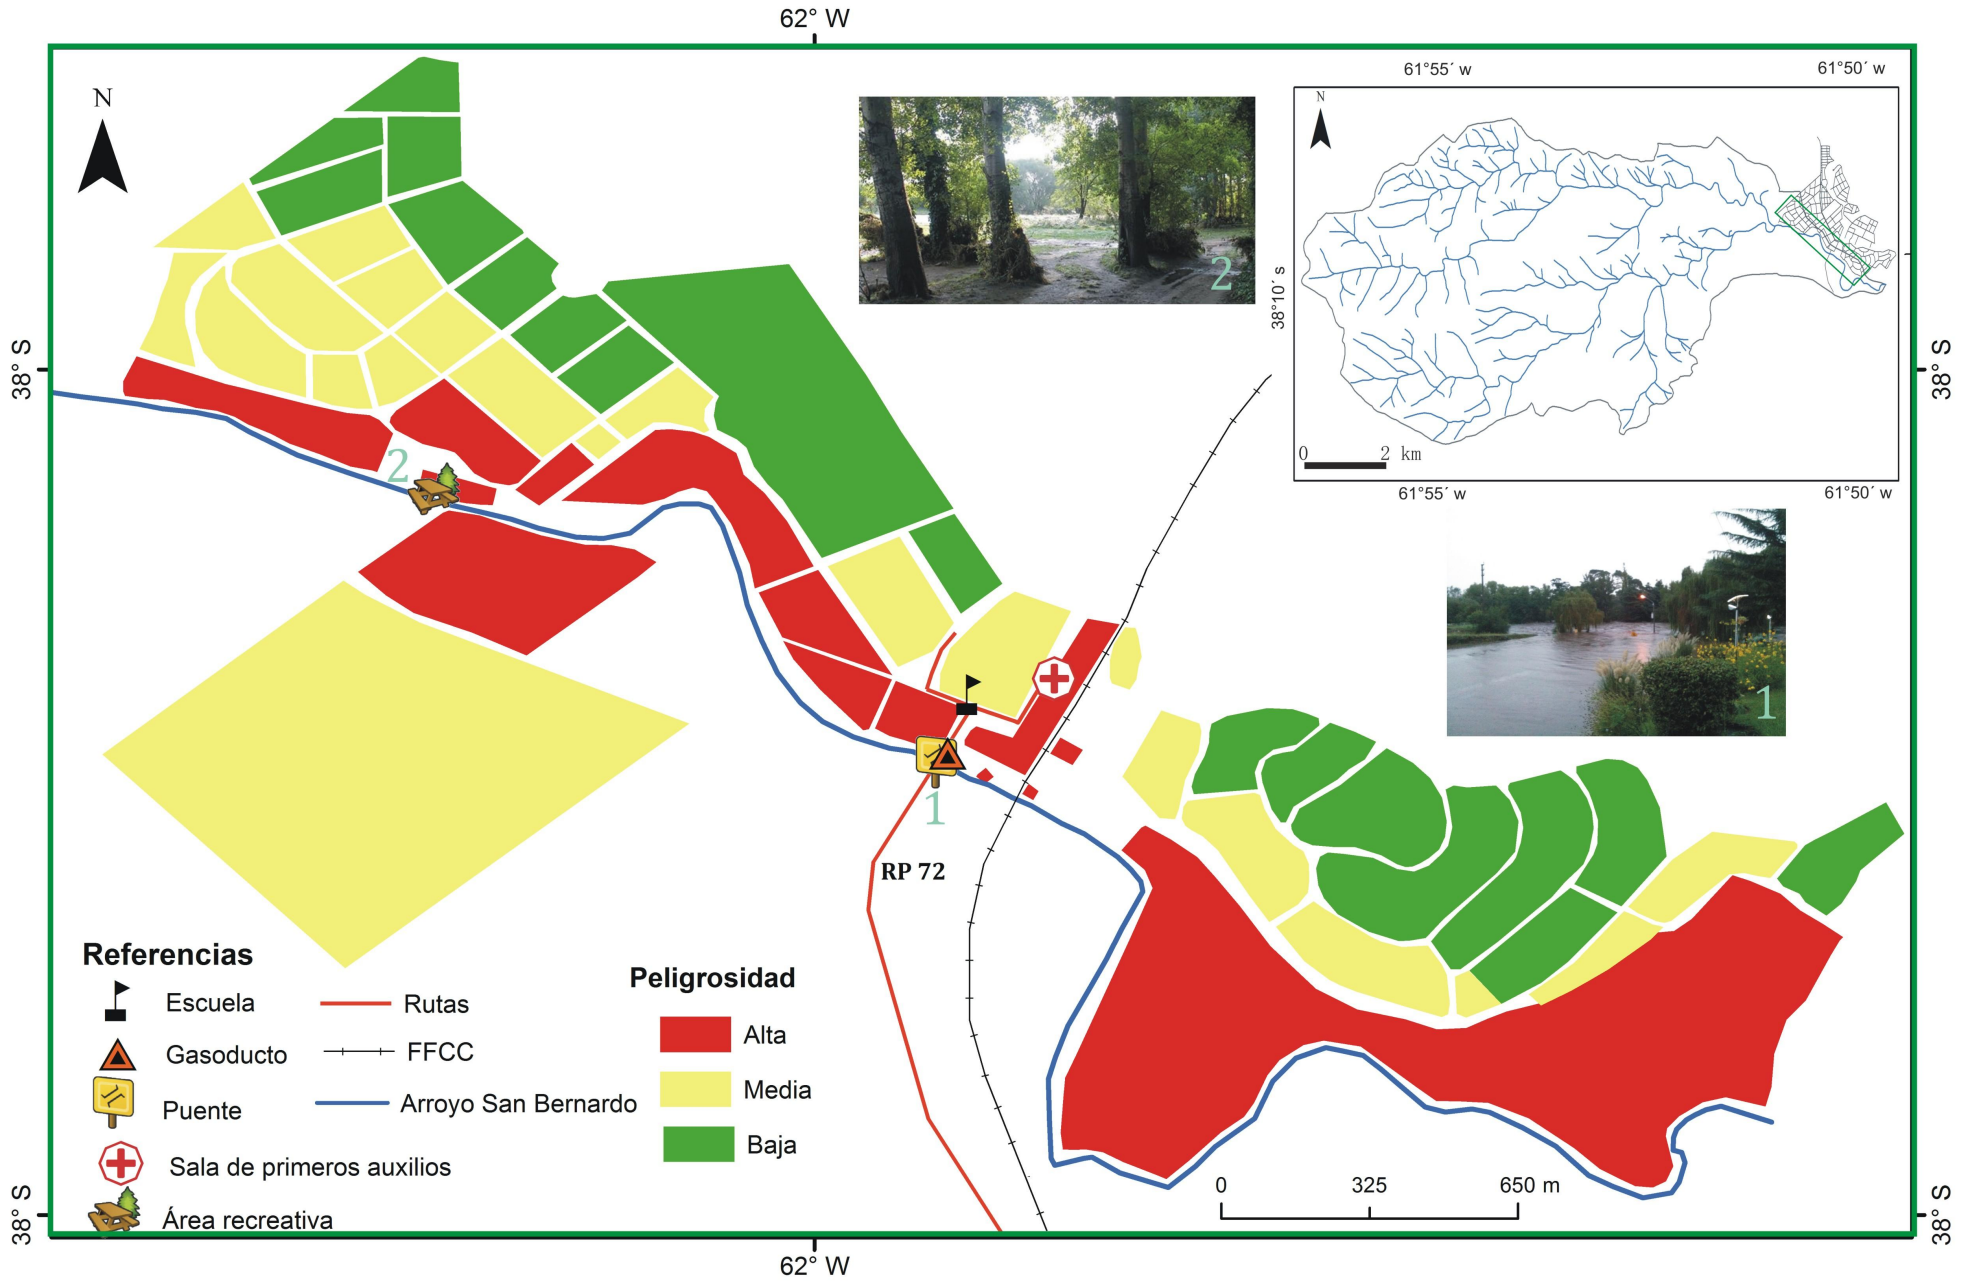 62° W
N
61°55´ w
61°50´ w
N
38°10´ s
0
2 km
61°55´ w
61°50´ w
2
38° S
38° S
2
1
1
RP 72
Referencias
Escuela
Gasoducto
Puente
Sala de primeros auxilios
Área recreativa
Rutas
FFCC
Arroyo San Bernardo
Peligrosidad
Alta
Media
Baja
0
325
650 m
38° S
38° S
62° W